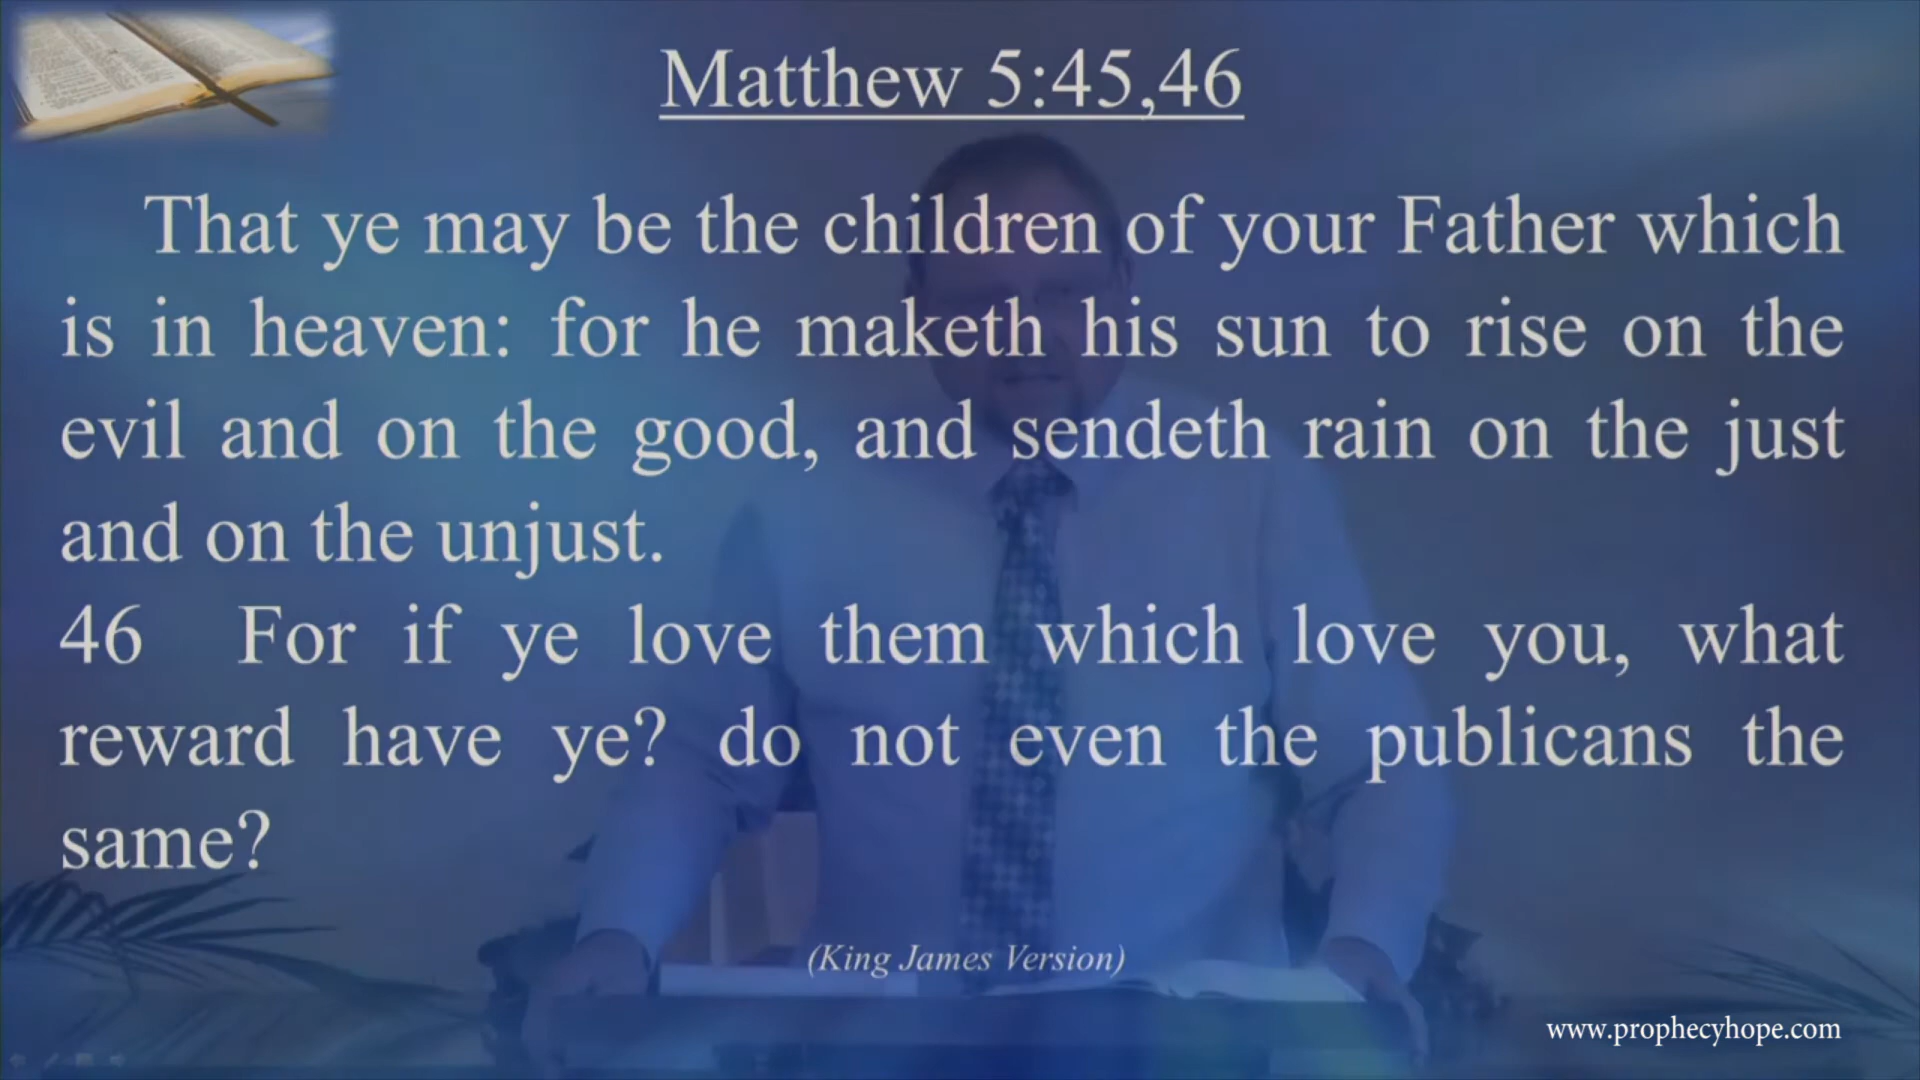 Matthew 5:45,46
That ye may be the children of your Father which
is in heaven: for he maketh his sun to rise on the
evil and on the good, and sendeth rain on the just
and on the unjust.
46 For if ye love them which love you, what
reward have ye? do not even the publicans the
same?
(King James Version)
www.prophecyhope.com